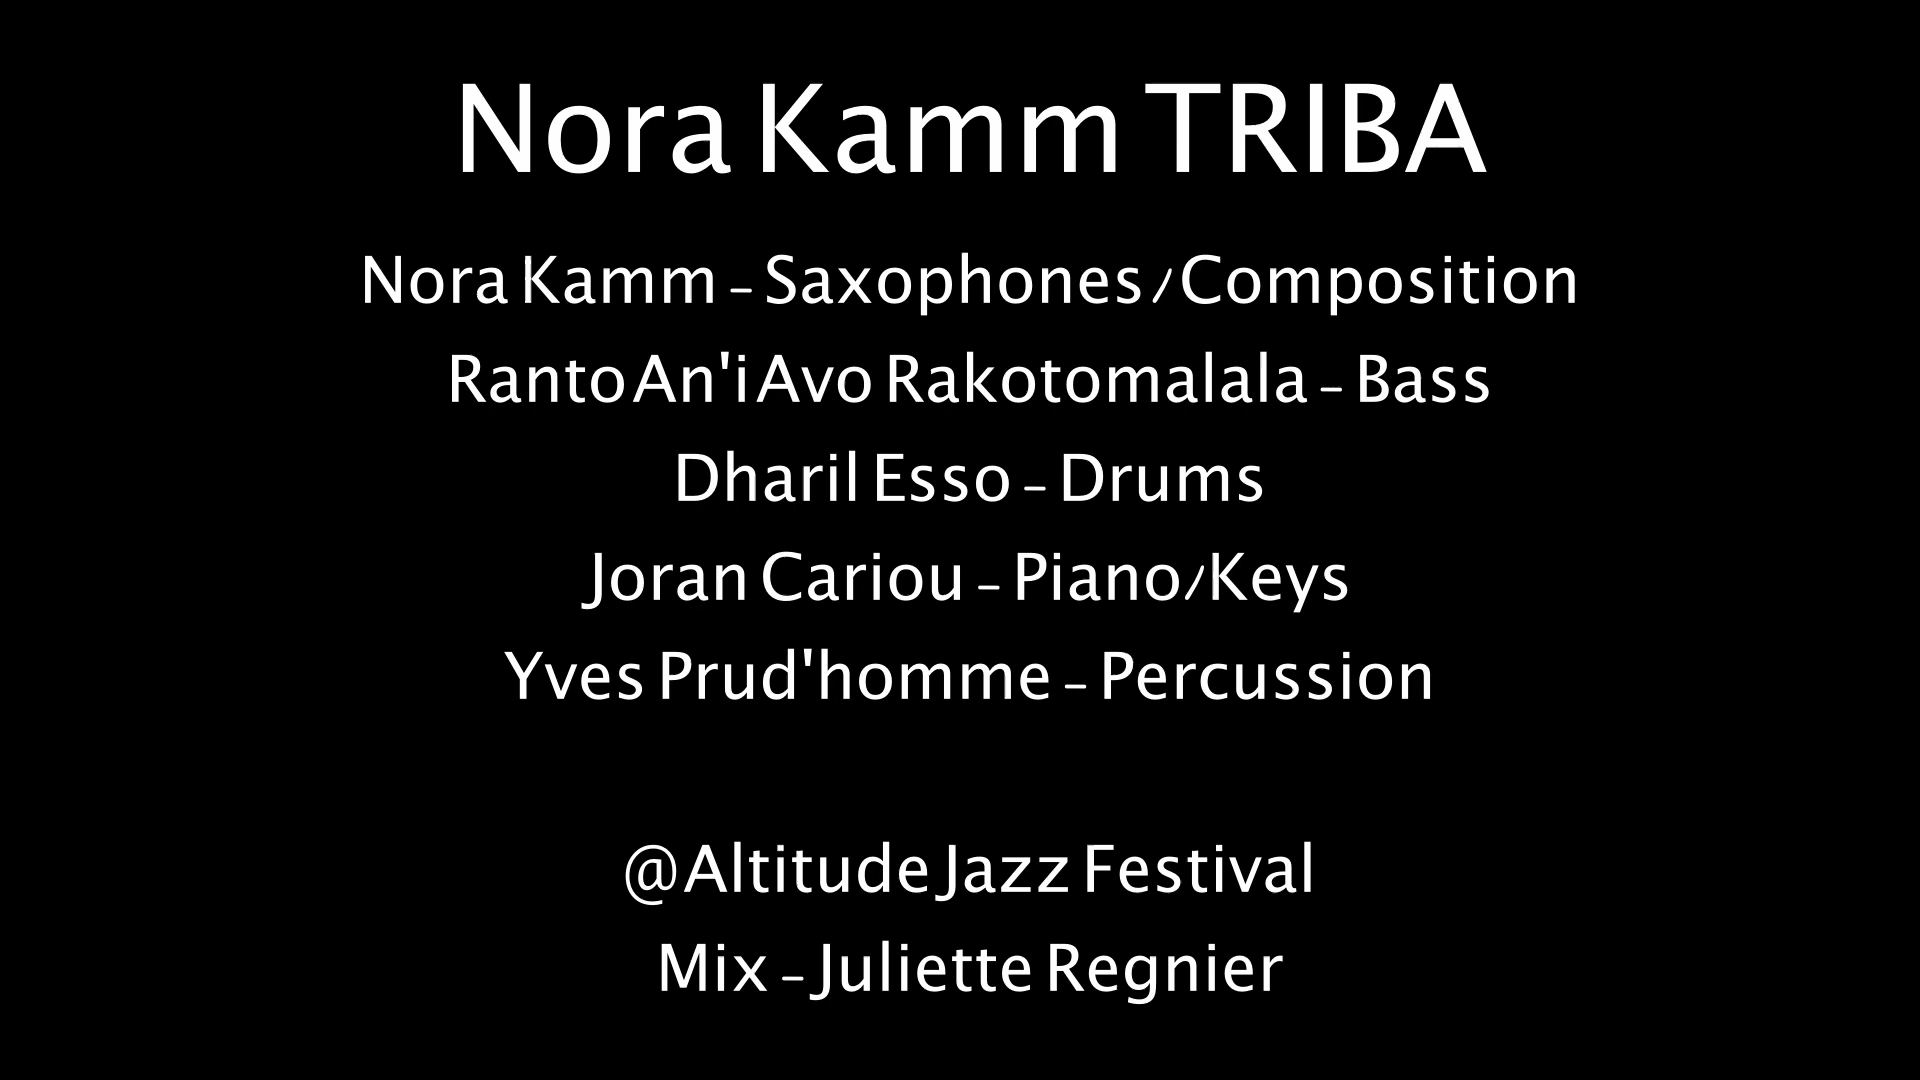 Nora Kamm TRIBA
Nora Kamm - Saxophones / Composition
Ranto An'i Avo Rakotomalala - Bass
Dharil Esso - Drums
Joran Cariou - Piano/Keys
Yves Prud'homme - Percussion
@Altitude Jazz Festival
Mix - Juliette Regnier